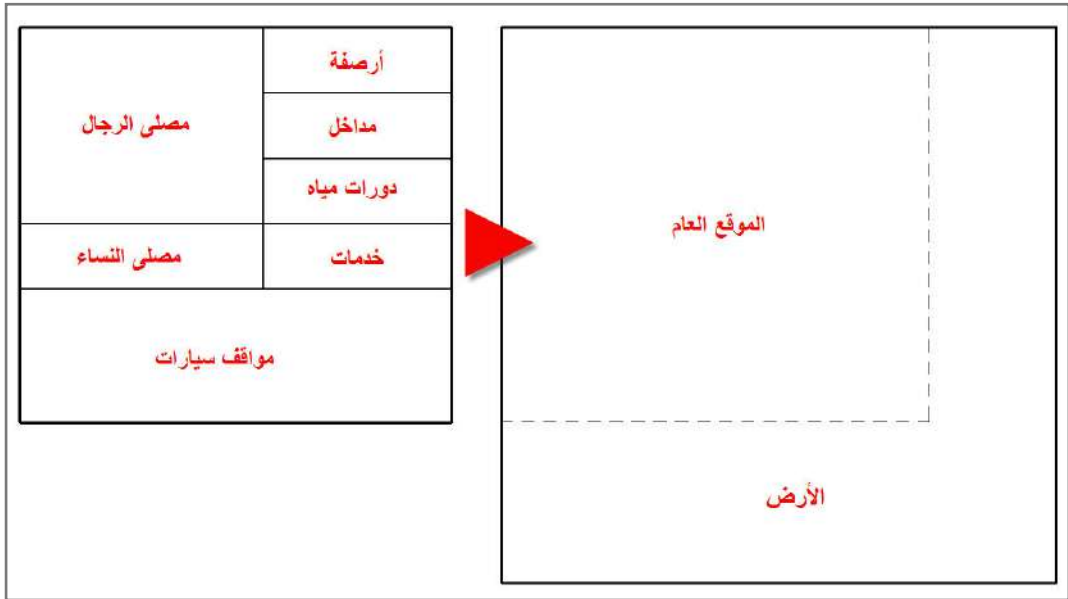 أرصفة
مصلى الرجال
مداخل
دورات مياه
مصلى النساء
خدمات
مواقف سيارات
الموقع العام
الأرض